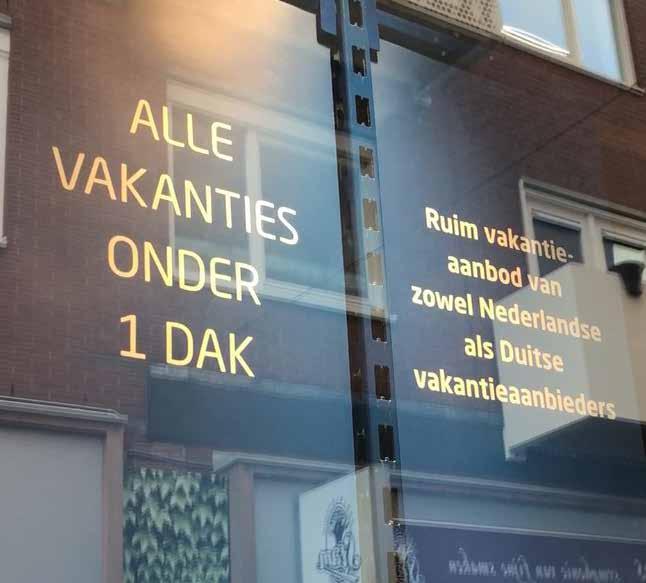 ALLE
VAKANTIES
ONDER
1 DAK
Ruim vakantie-
aanbod van
zowel Nederlandse
als Duitse
vakantieaanbieders